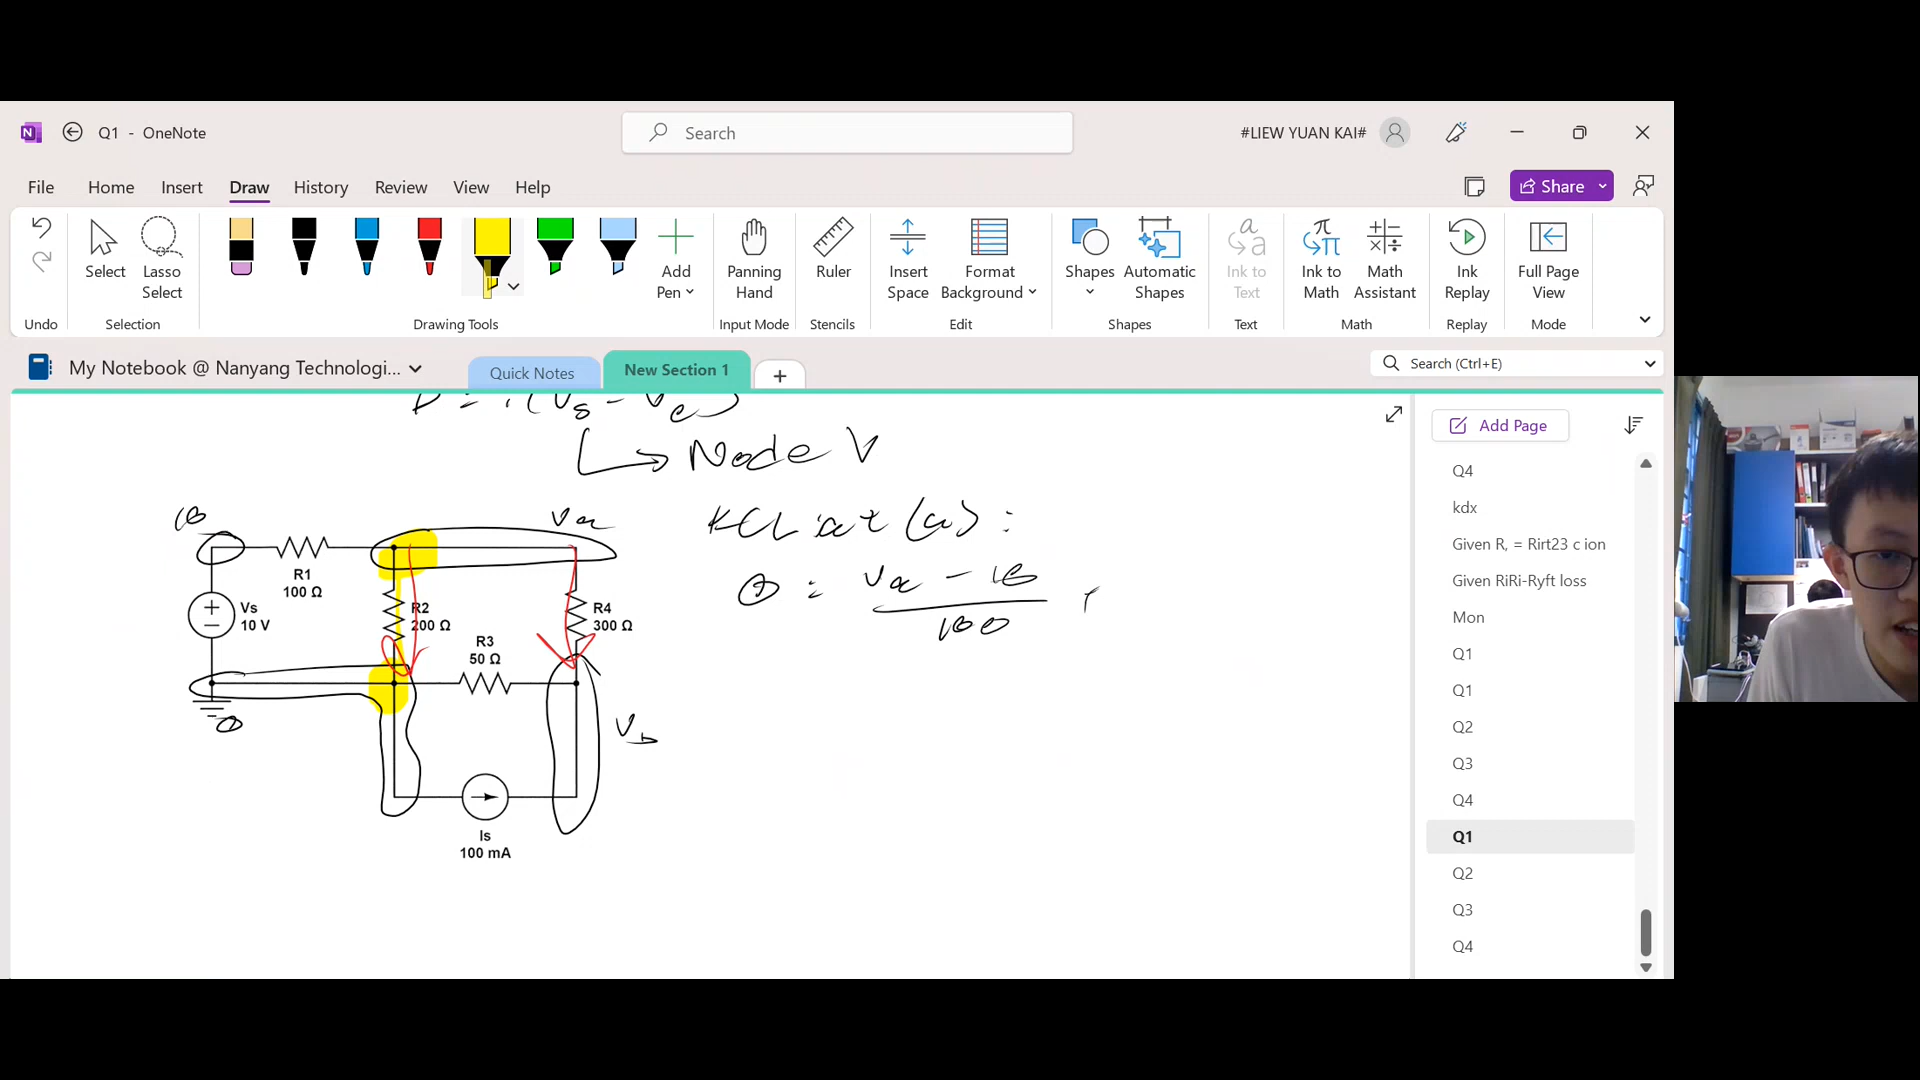 Q1 - OneNote
Search
#LIEW YUAN KAI#
File Home Insert Draw History Review View Help
Share
Select
Lasso Select
Add Pen
Panning Hand
Ruler
Insert Space
Format Background
Shapes
Automatic Shapes
Ink to Text
Ink to Math
Math Assistant
Ink Replay
Full Page View
Undo
Selection
Drawing Tools
Input Mode
Stencils
Edit
Shapes
Text
Math
Replay
Mode
My Notebook @ Nanyang Technologi...
Quick Notes
New Section 1
Search (Ctrl+E)
Node V
10
Va
R1
100 Ω
Vs
10 V
R2
200 Ω
R3
50 Ω
R4
300 Ω
0
Vb
Is
100 mA
KCL at (a) :
0 = Va - 10
100
Add Page
Q4
kdx
Given R, = Rirt23 c ion
Given RiRi-Ryft loss
Mon
Q1
Q1
Q2
Q3
Q4
Q1
Q2
Q3
Q4